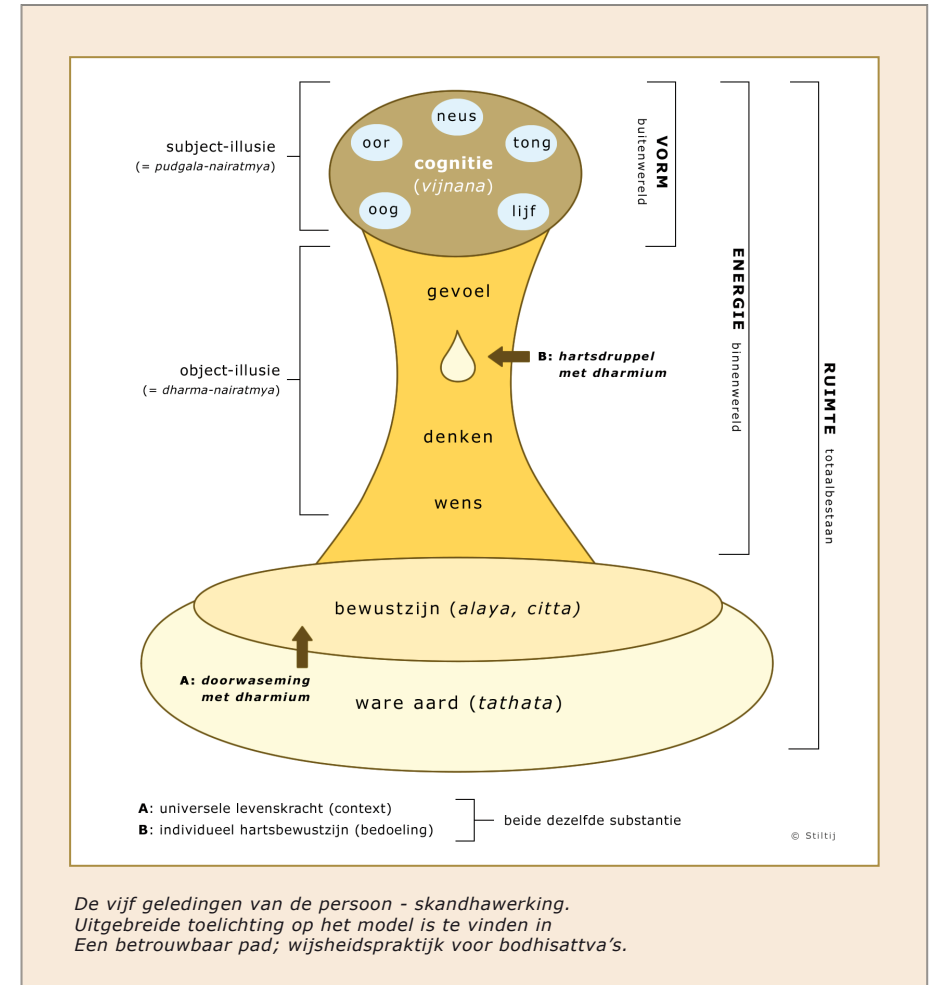 neus
oor
tong
cognitie
(vijnana)
oog
lijf
subject-illusie
(= pudgala-nairatmya)
VORM
buitenwereld
gevoel
B: hartsdruppel
met dharmium
object-illusie
(= dharma-nairatmya)
ENERGIE binnenwereld
denken
wens
RUIMTE totaalbestaan
bewustzijn (alaya, citta)
A: doorwaseming
met dharmium
ware aard (tathata)
A: universele levenskracht (context)
B: individueel hartsbewustzijn (bedoeling)
beide dezelfde substantie
© Stiltij
De vijf geledingen van de persoon - skandhawerking.
Uitgebreide toelichting op het model is te vinden in
Een betrouwbaar pad; wijsheidspraktijk voor bodhisattva’s.